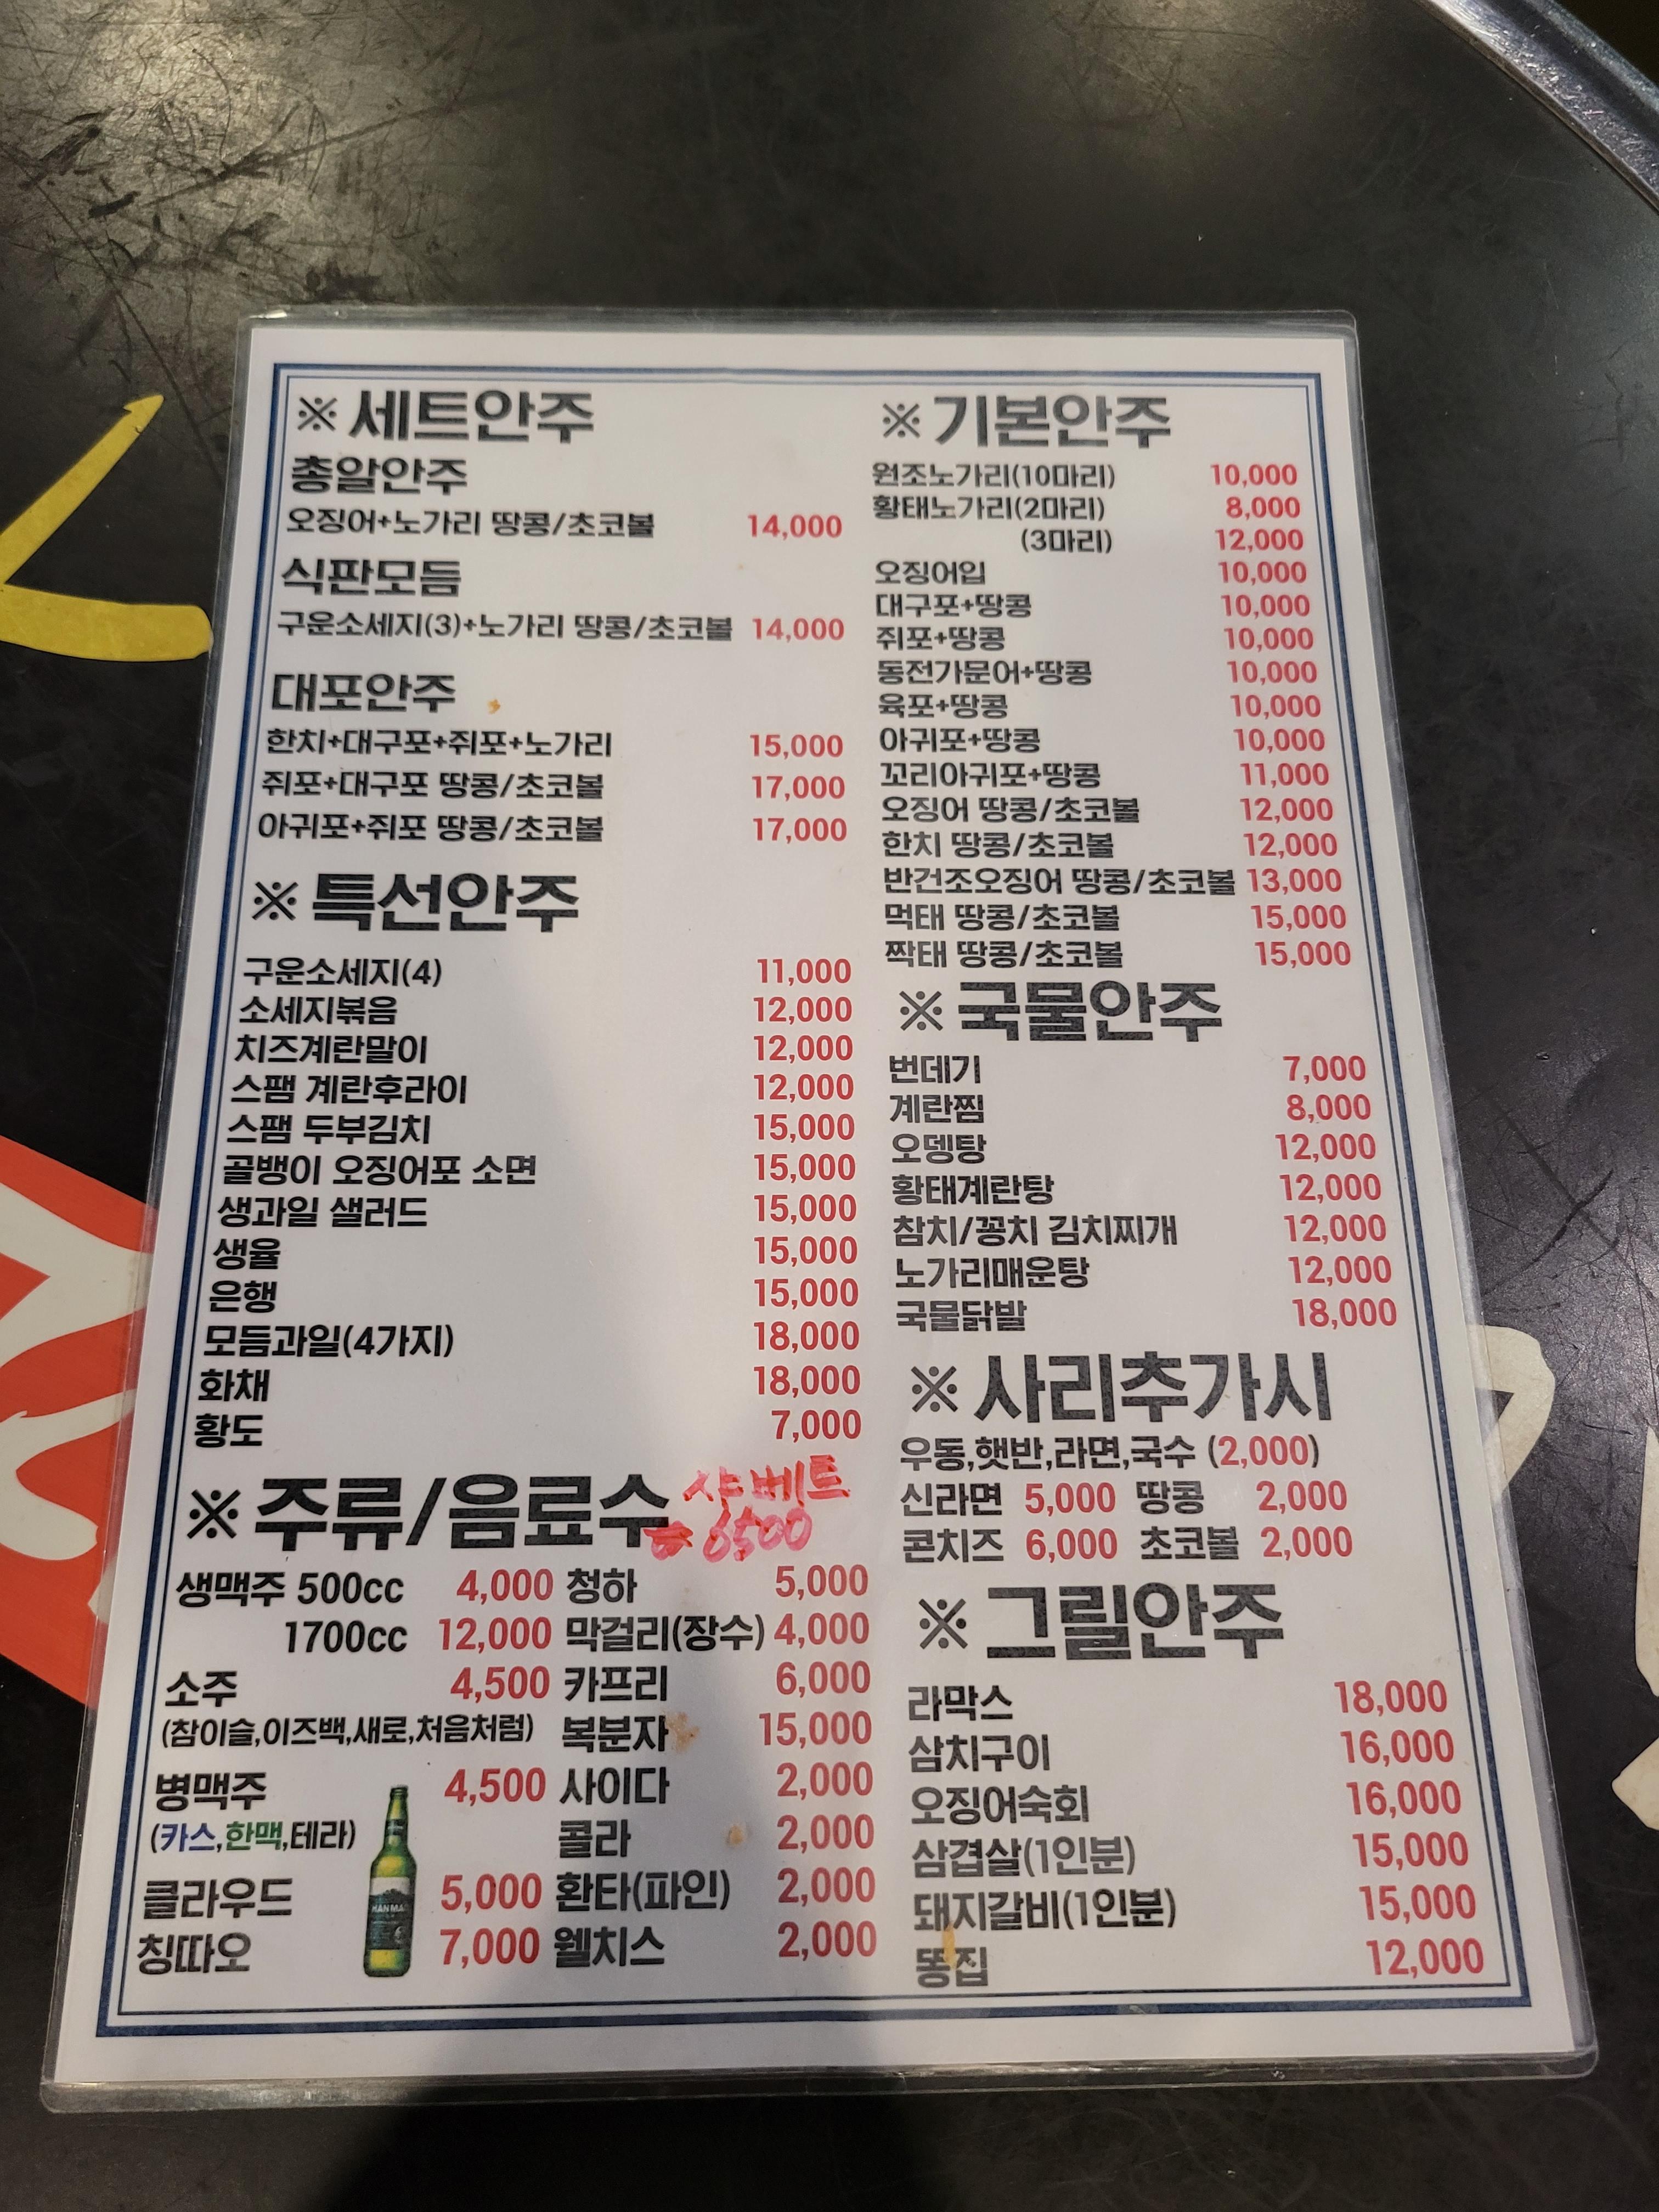 ※ 세트안주
총알안주
오징어+노가리 땅콩/초코볼 14,000
식판모듬
구운소세지(3)+노가리 땅콩/초코볼 14,000
대포안주
한치+대구포+쥐포+노가리 15,000
쥐포+대구포 땅콩/초코볼 17,000
아귀포+쥐포 땅콩/초코볼 17,000
※ 특선안주
구운소세지(4) 11,000
소세지볶음 12,000
치즈계란말이 12,000
스팸 계란후라이 12,000
스팸 두부김치 15,000
골뱅이 오징어포 소면 15,000
생과일 샐러드 15,000
생율 15,000
은행 15,000
모듬과일(4가지) 18,000
화채 18,000
황도 7,000
※ 주류/음료수 샤베트
6500
생맥주 500cc 4,000 청하 5,000
1700cc 12,000 막걸리(장수) 4,000
소주 4,500 카프리 6,000
(참이슬,이즈백,새로,처음처럼) 복분자 15,000
병맥주 4,500 사이다 2,000
(카스,한맥,테라) 콜라 2,000
클라우드 5,000 환타(파인) 2,000
칭따오 7,000 웰치스 2,000
HANMAC
※ 기본안주
원조노가리(10마리) 10,000
황태노가리(2마리) 8,000
(3마리) 12,000
오징어입 10,000
대구포+땅콩 10,000
쥐포+땅콩 10,000
동전가문어+땅콩 10,000
육포+땅콩 10,000
아귀포+땅콩 10,000
꼬리아귀포+땅콩 11,000
오징어 땅콩/초코볼 12,000
한치 땅콩/초코볼 12,000
반건조오징어 땅콩/초코볼 13,000
먹태 땅콩/초코볼 15,000
짝태 땅콩/초코볼 15,000
※ 국물안주
번데기 7,000
계란찜 8,000
오뎅탕 12,000
황태계란탕 12,000
참치/꽁치 김치찌개 12,000
노가리매운탕 12,000
국물닭발 18,000
※ 사리추가시
우동,햇반,라면,국수 (2,000)
신라면 5,000 땅콩 2,000
콘치즈 6,000 초코볼 2,000
※ 그릴안주
라막스 18,000
삼치구이 16,000
오징어숙회 16,000
삼겹살(1인분) 15,000
돼지갈비(1인분) 15,000
똥집 12,000